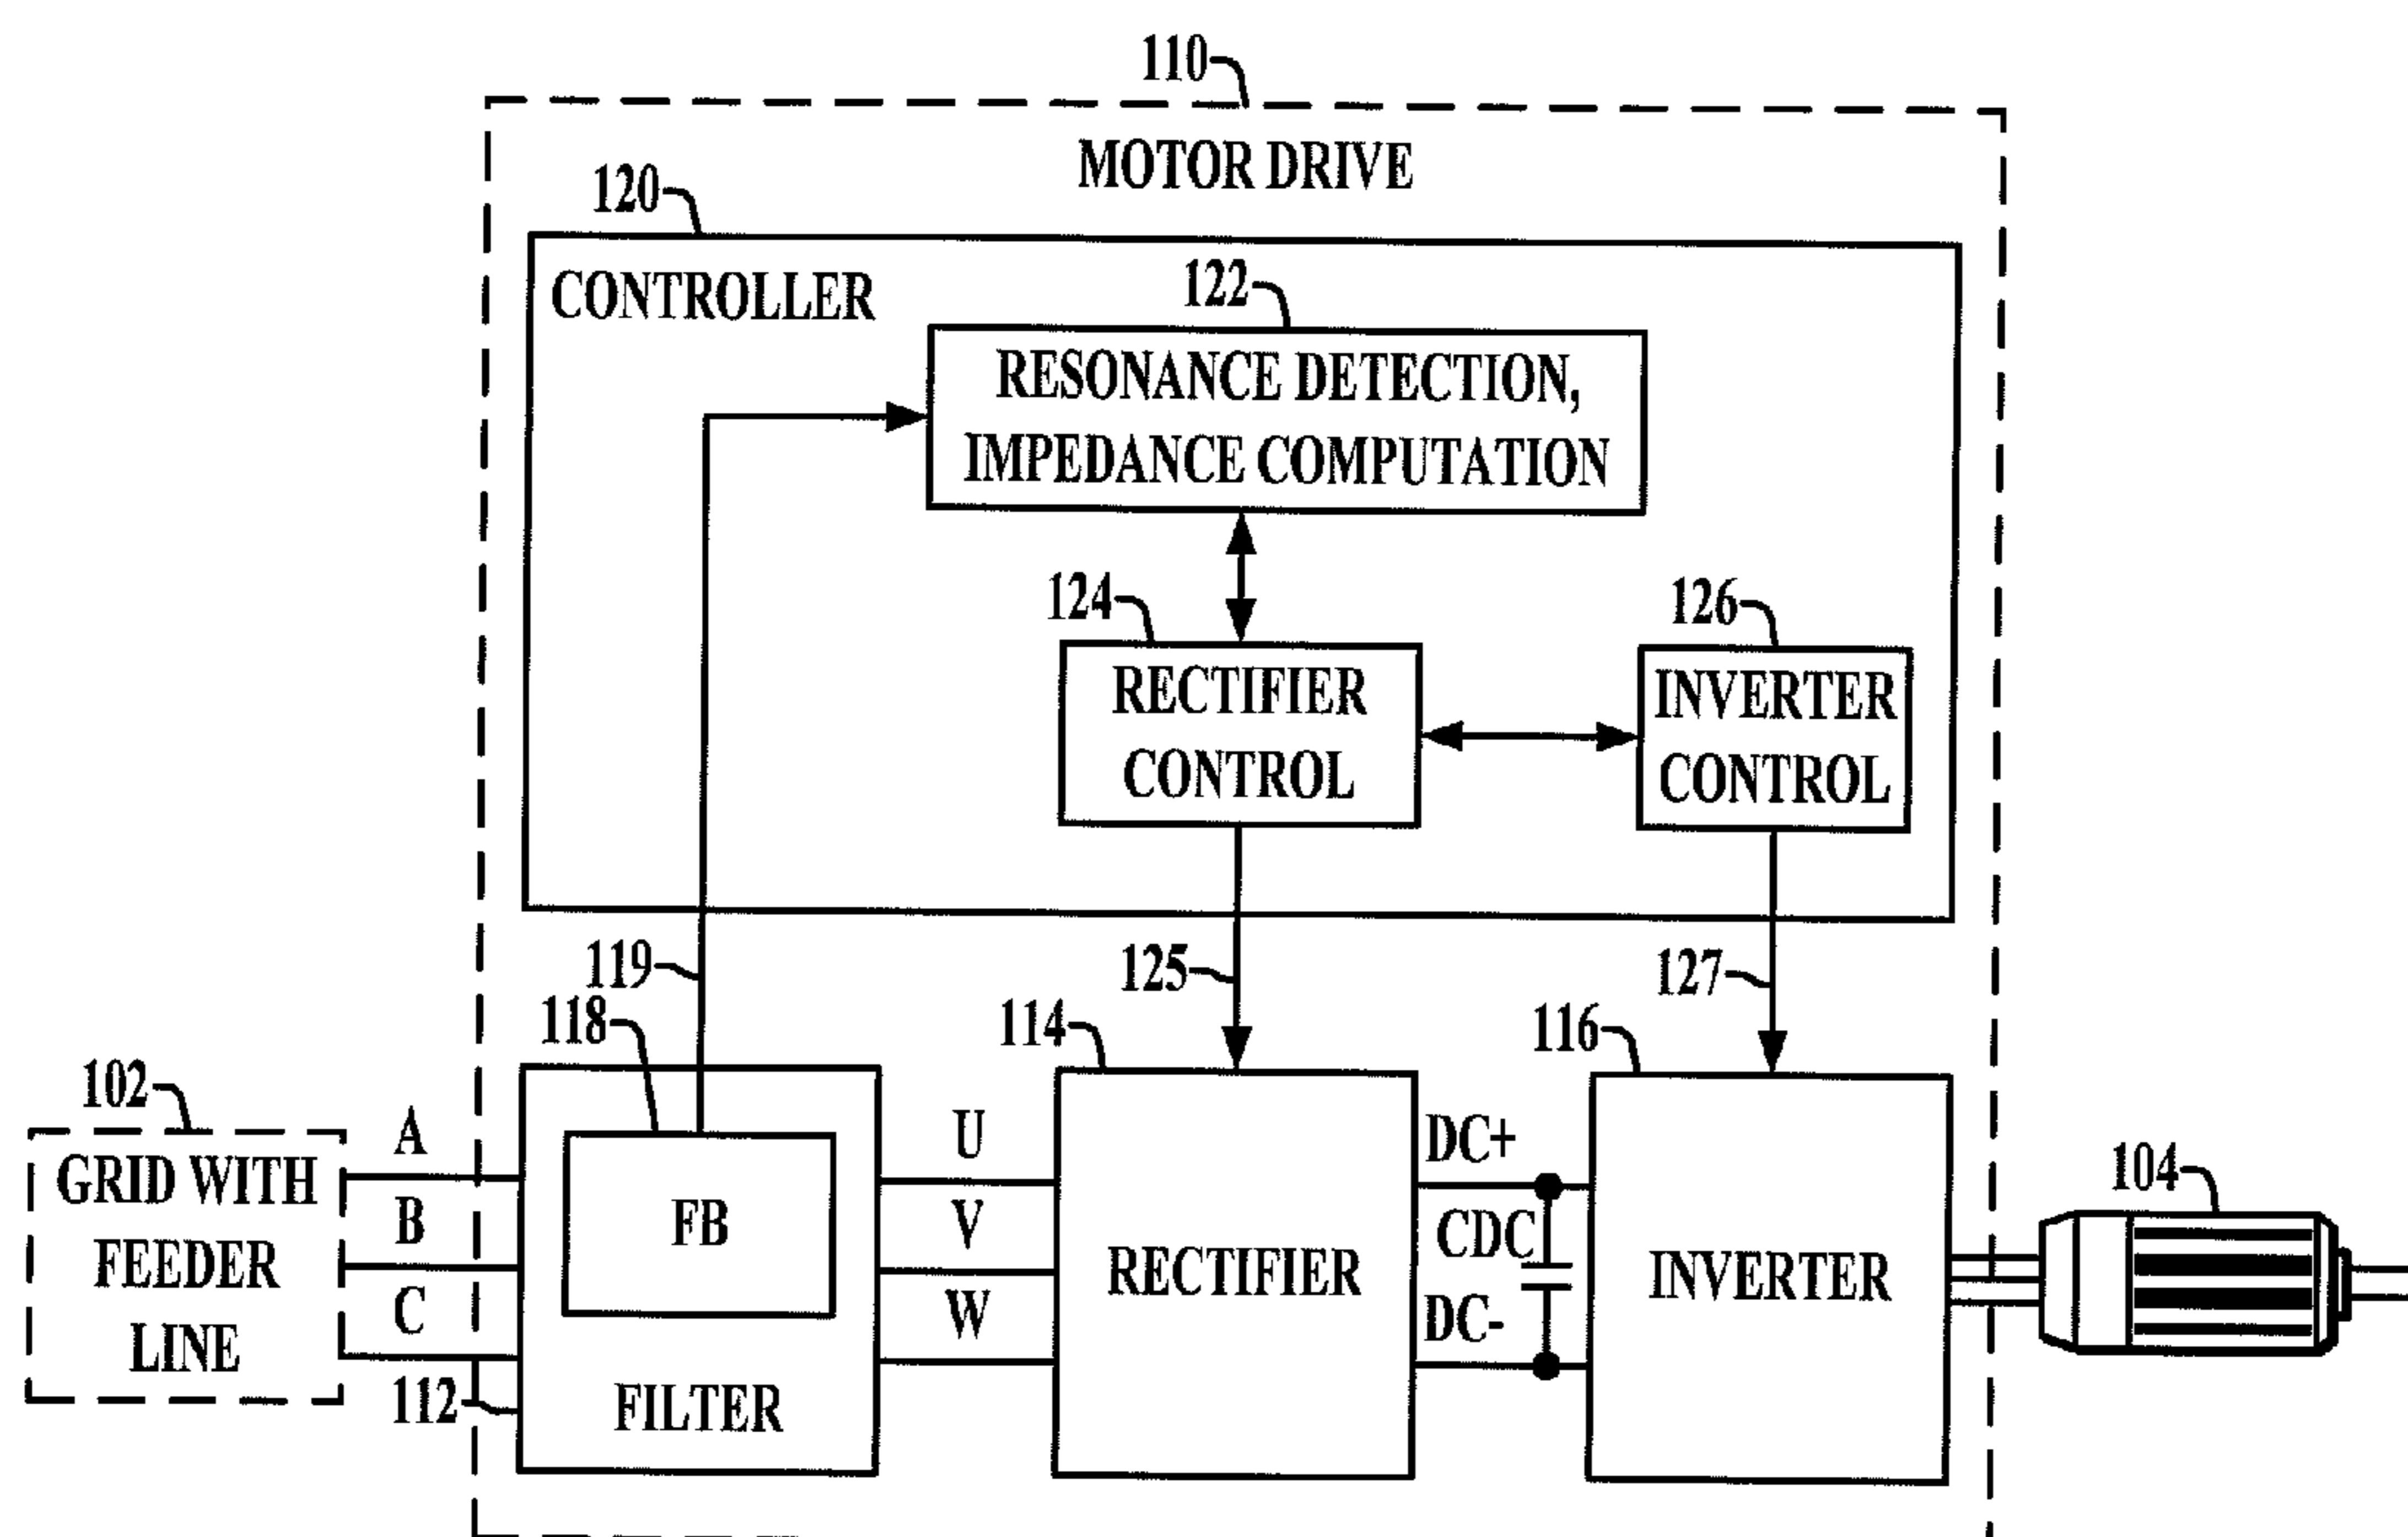 110
MOTOR DRIVE
120
CONTROLLER
122
RESONANCE DETECTION,
IMPEDANCE COMPUTATION
124
RECTIFIER
CONTROL
126
INVERTER
CONTROL
119
125
127
118
114
116
102
GRID WITH
FEEDER
LINE
A
B
C
112
FB
FILTER
U
V
W
RECTIFIER
DC+
CDC
DC-
INVERTER
104